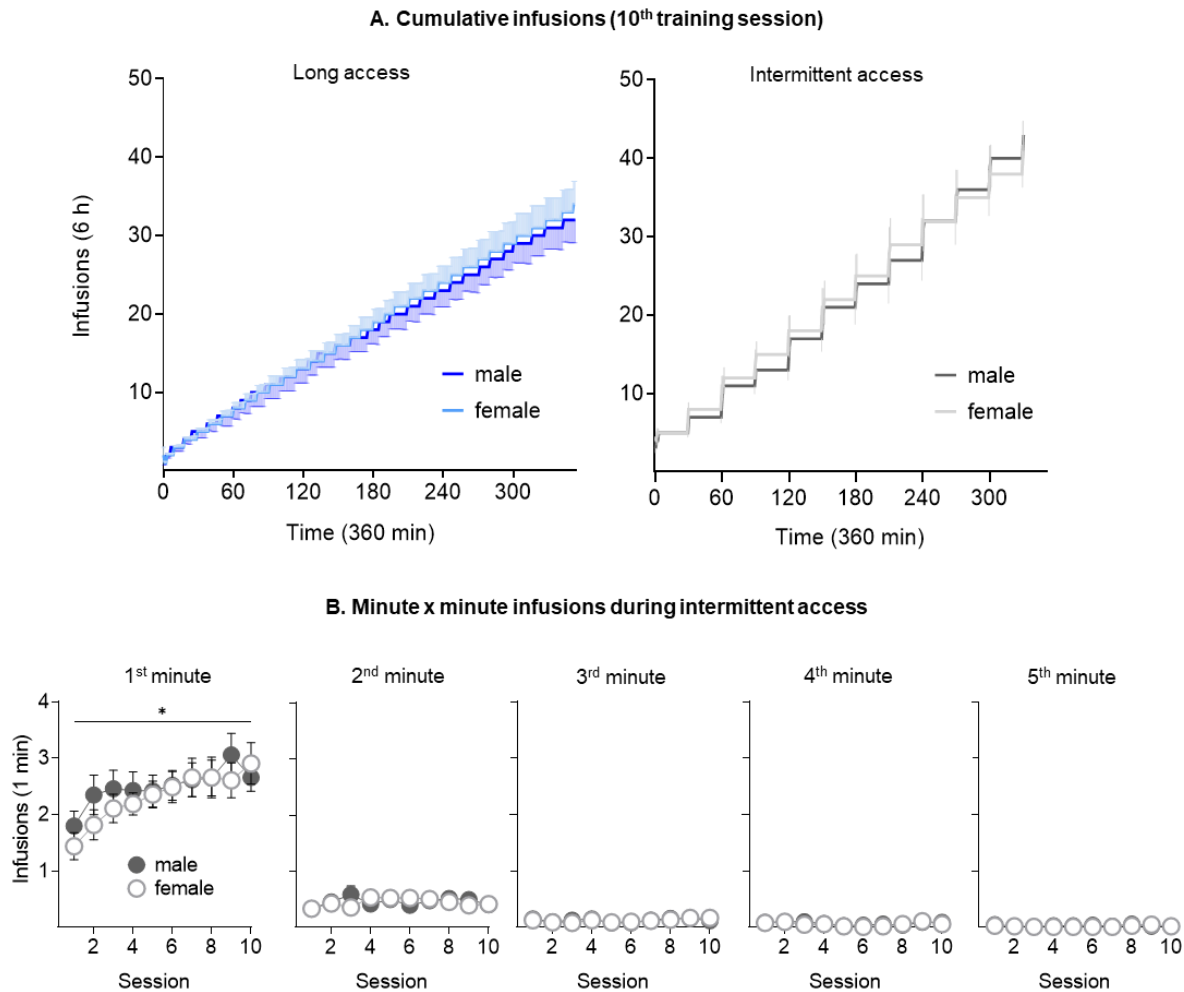 A. Cumulative infusions (10th training session)
Long access
Intermittent access
Infusions (6 h)
50
40
30
20
10
male
female
0 60 120 180 240 300
Time (360 min)
50
40
30
20
10
male
female
0 60 120 180 240 300
Time (360 min)
B. Minute x minute infusions during intermittent access
1st minute
2nd minute
3rd minute
4th minute
5th minute
Infusions (1 min)
4
3
2
1
*
male
female
2 4 6 8 10
Session
2 4 6 8 10
Session
2 4 6 8 10
Session
2 4 6 8 10
Session
2 4 6 8 10
Session